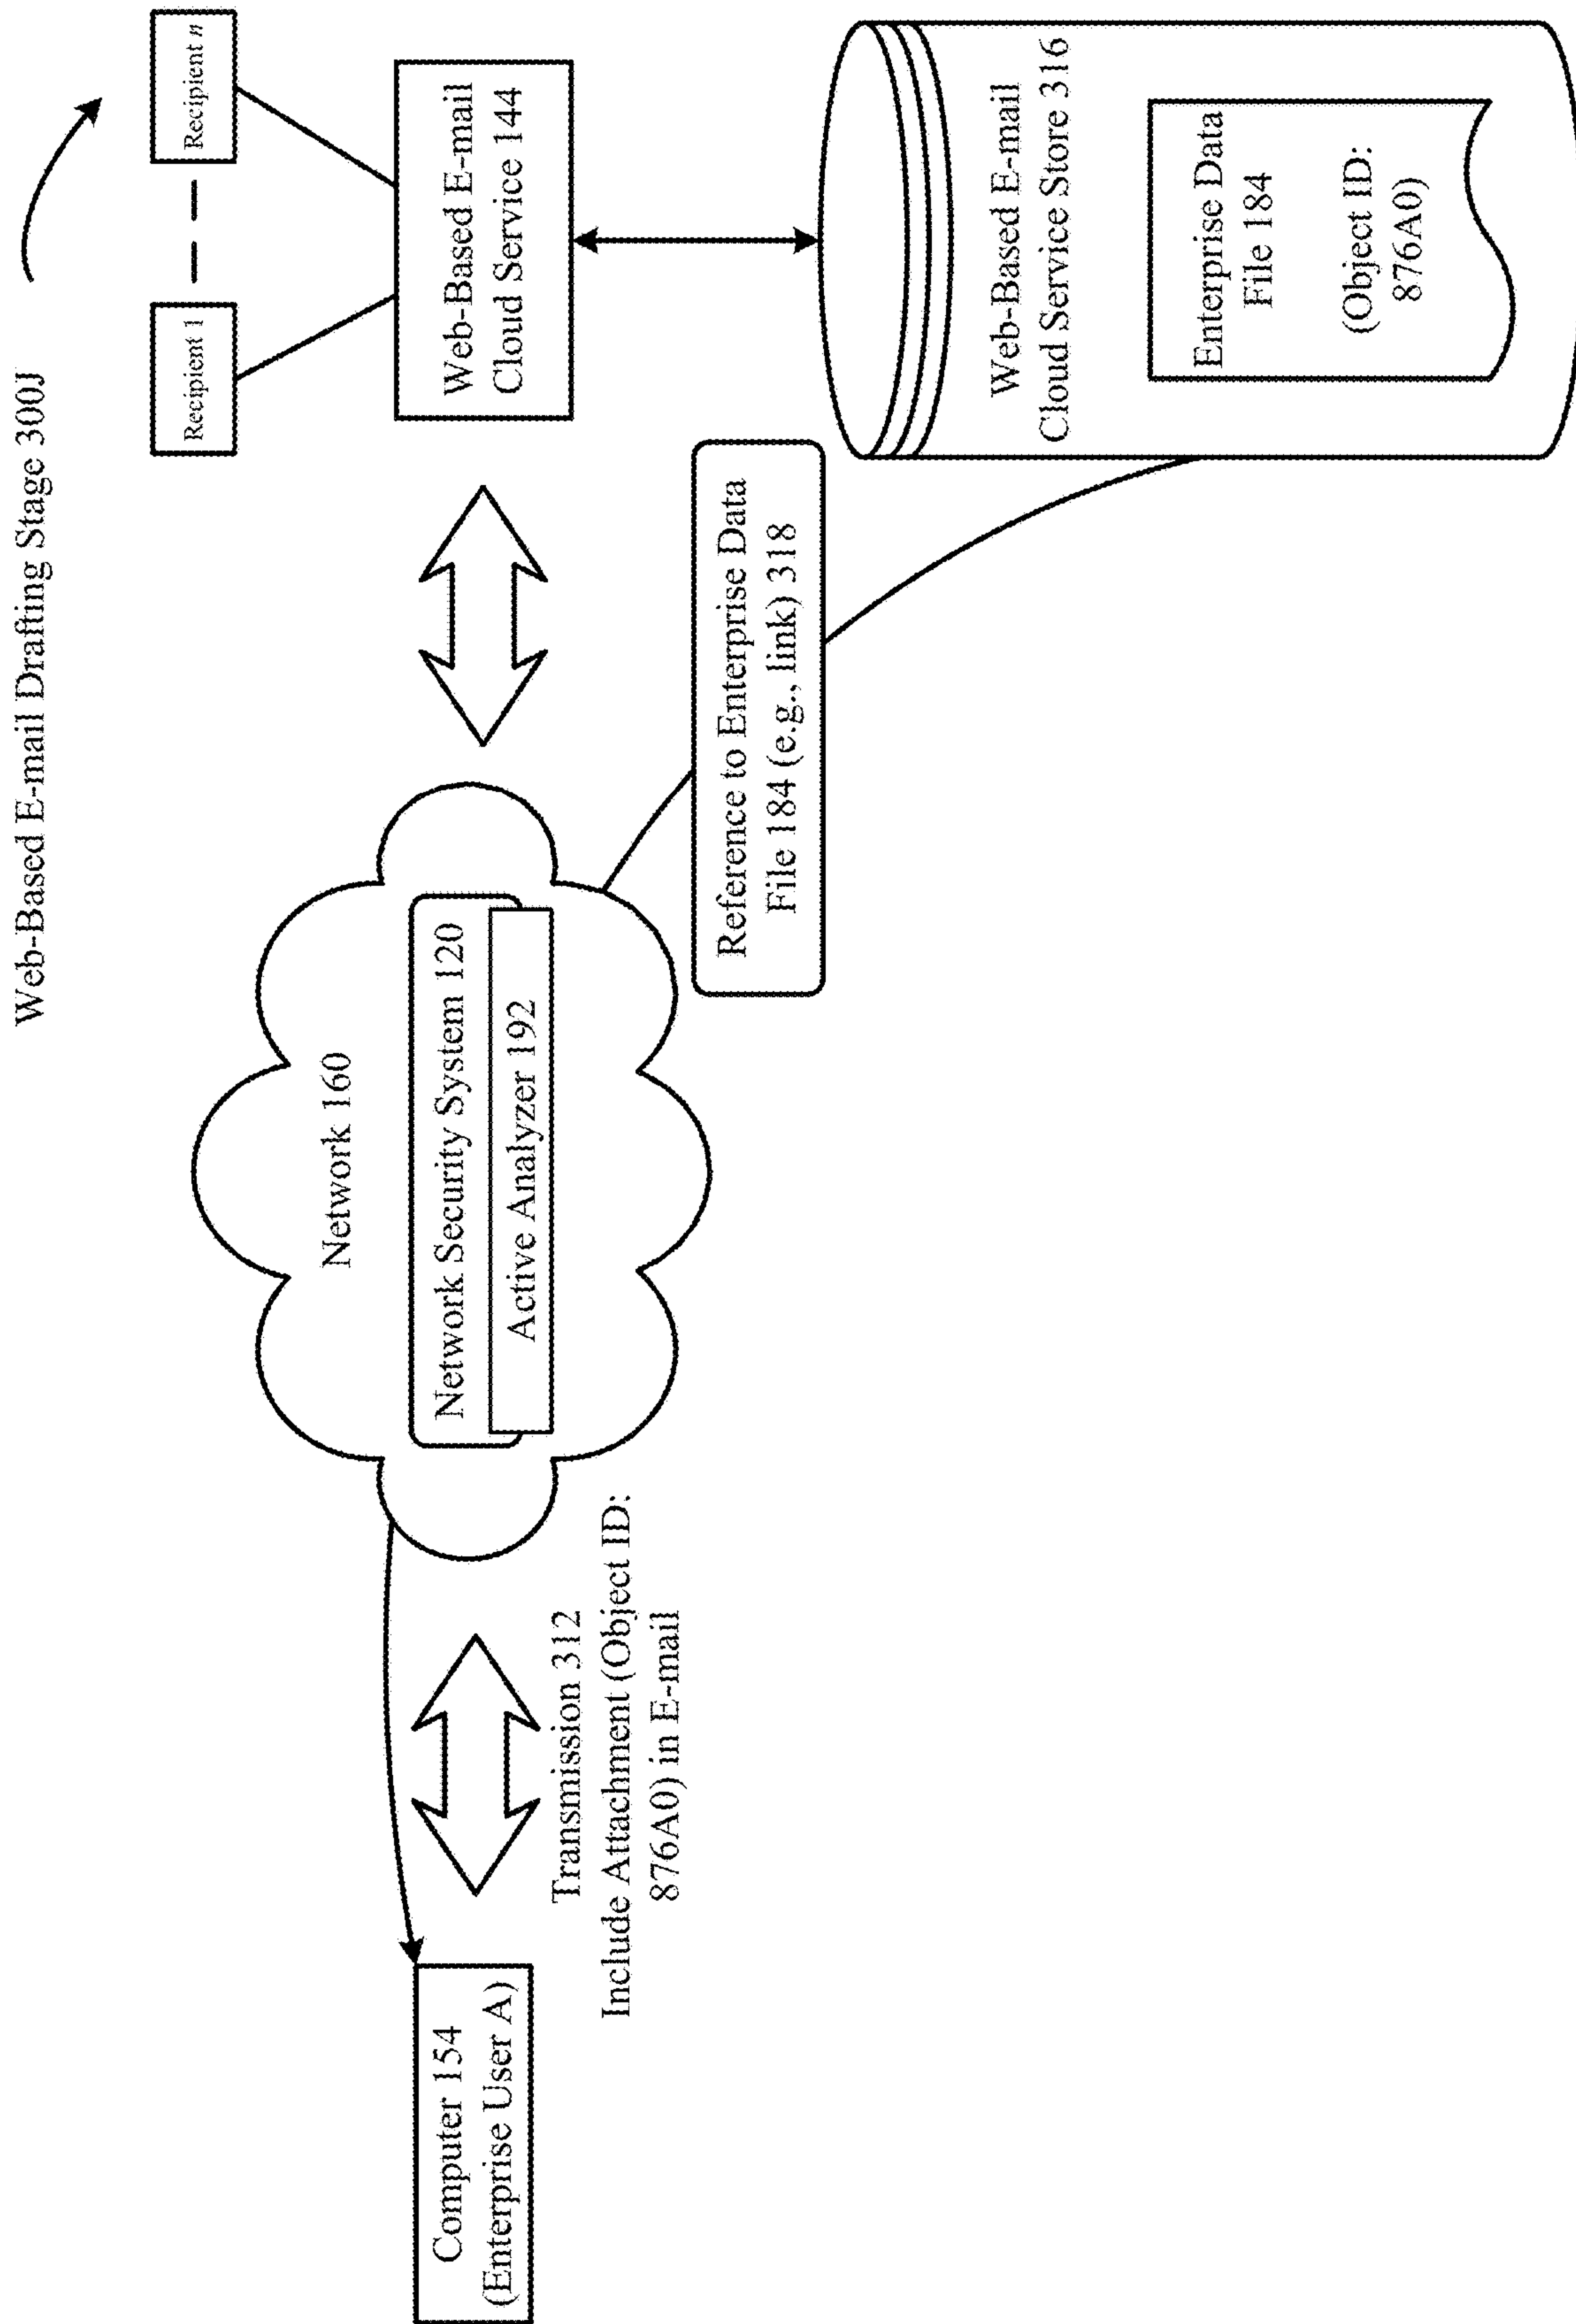 Web-Based E-mail Drafting Stage 300J
Recipient 1
Recipient n
Network 160
Computer 154
(Enterprise User A)
Network Security System 120
Active Analyzer 192
Web-Based E-mail
Cloud Service 144
Transmission 312
Include Attachment (Object ID:
876A0) in E-mail
Reference to Enterprise Data
File 184 (e.g., link) 318
Web-Based E-mail
Cloud Service Store 316
Enterprise Data
File 184
(Object ID:
876A0)